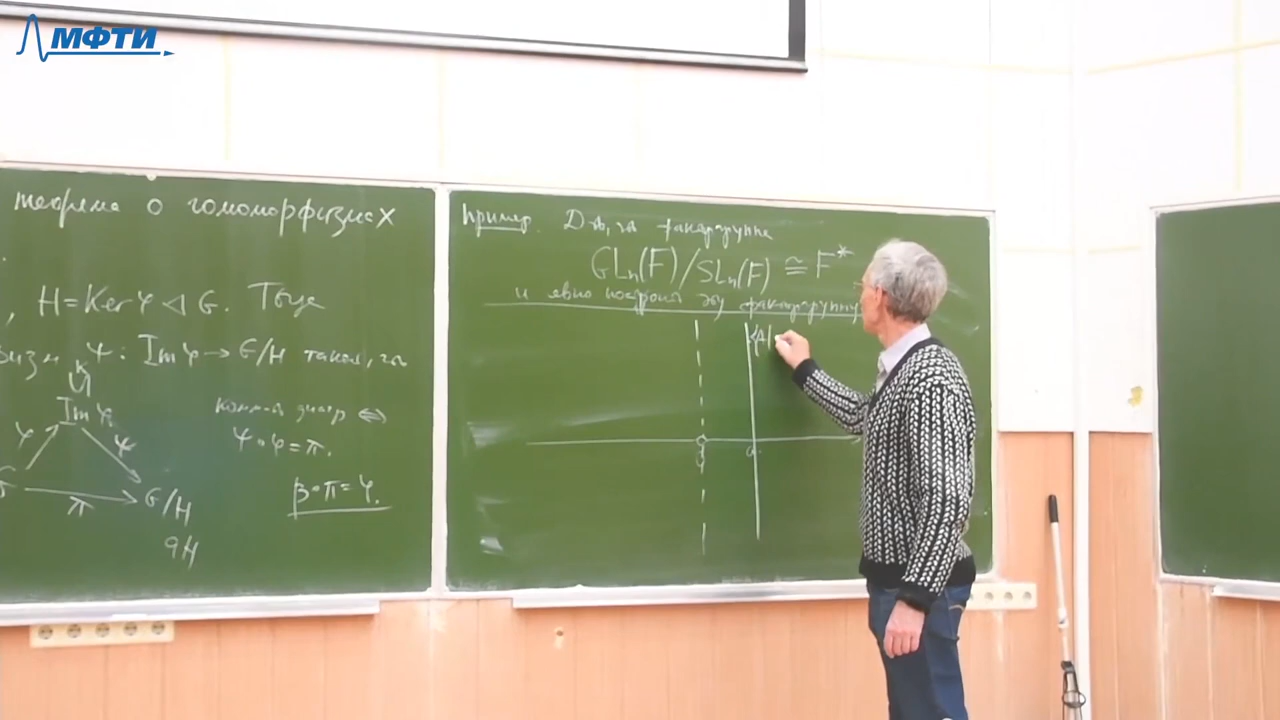 МФТИ
теорема о гомоморфизмах
, H = Ker φ ◁ G. Тогда
ψ: Im φ → G/H такой, что
K
Im φ
φ
ψ
π
G/H
gH
комм-я диагр ⇔
ψ∘φ = π.
β∘π = φ.
Пример. Д-ть, что факторгруппа
GLₙ(F)/SLₙ(F) ≅ F*
и явно построить эту факторгруппу
{A|
0